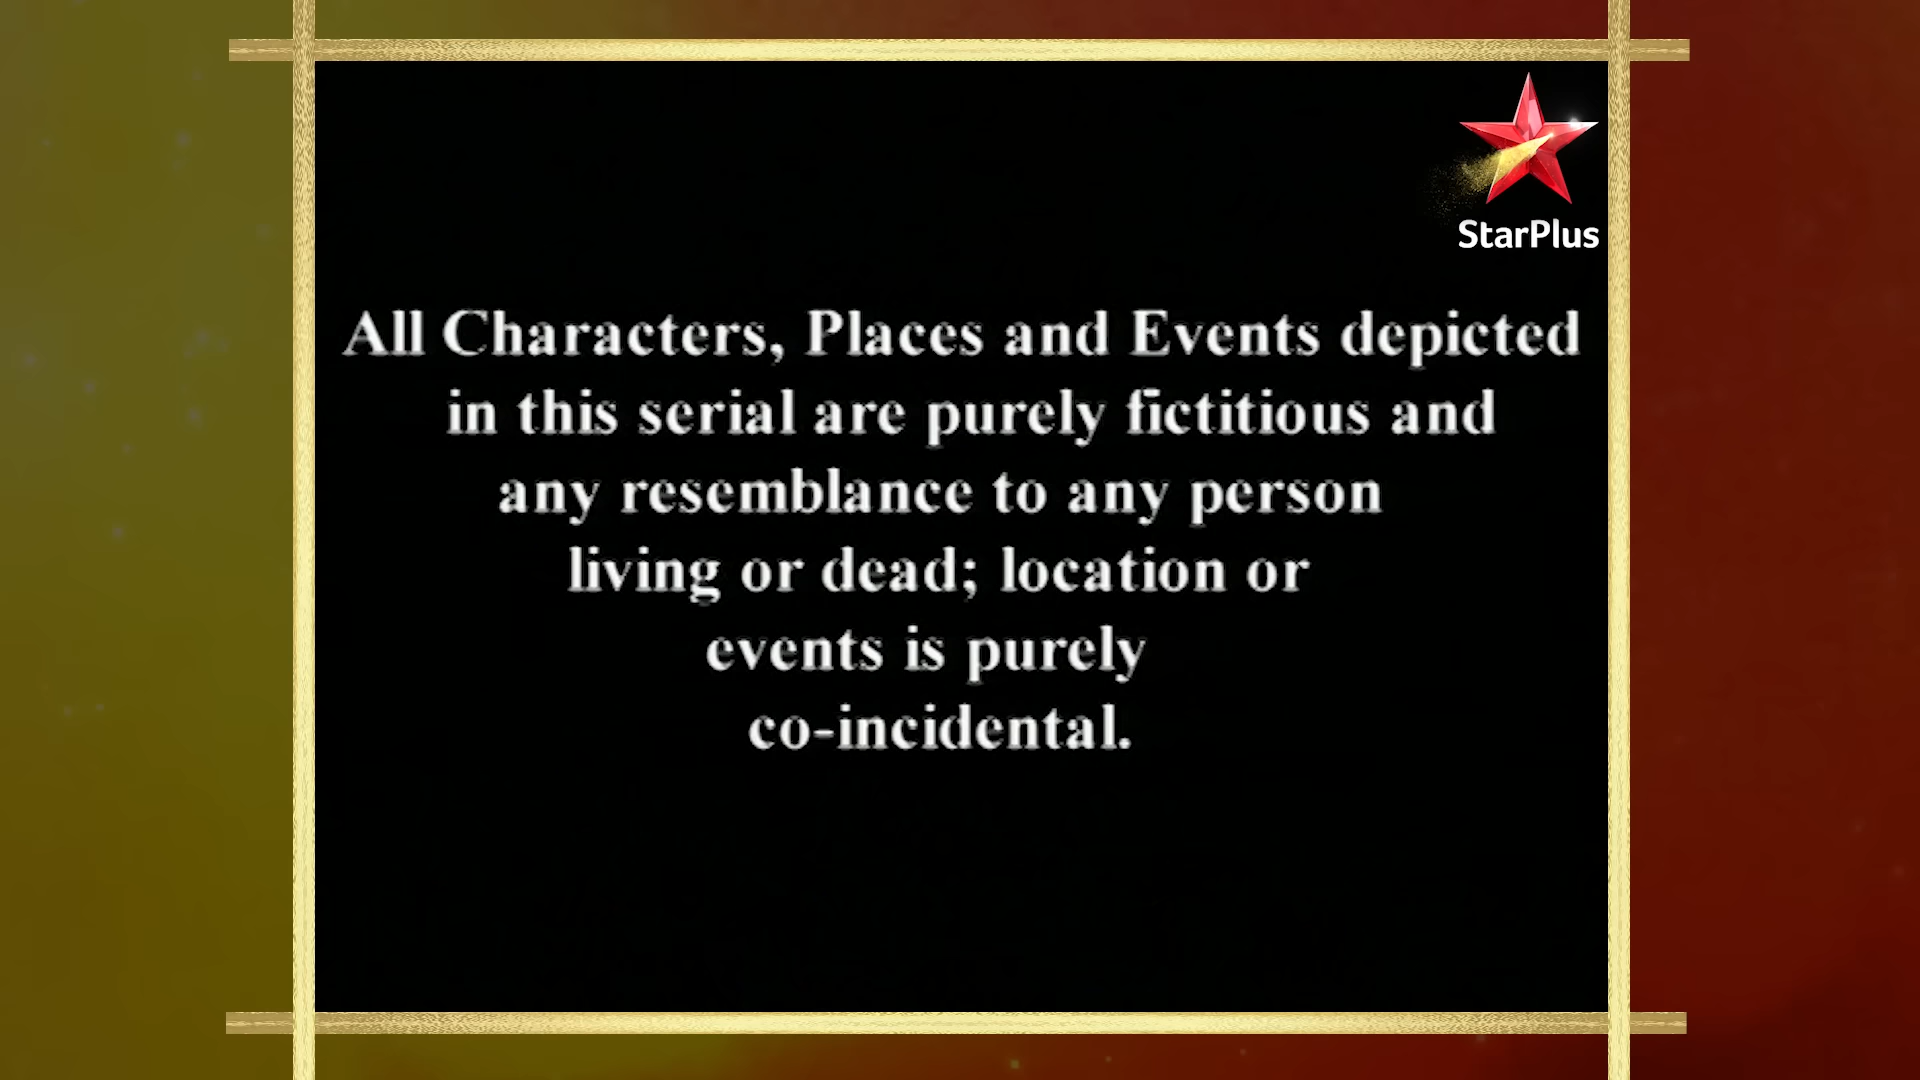 StarPlus
All Characters, Places and Events depicted
in this serial are purely fictitious and
any resemblance to any person
living or dead; location or
events is purely
co-incidental.